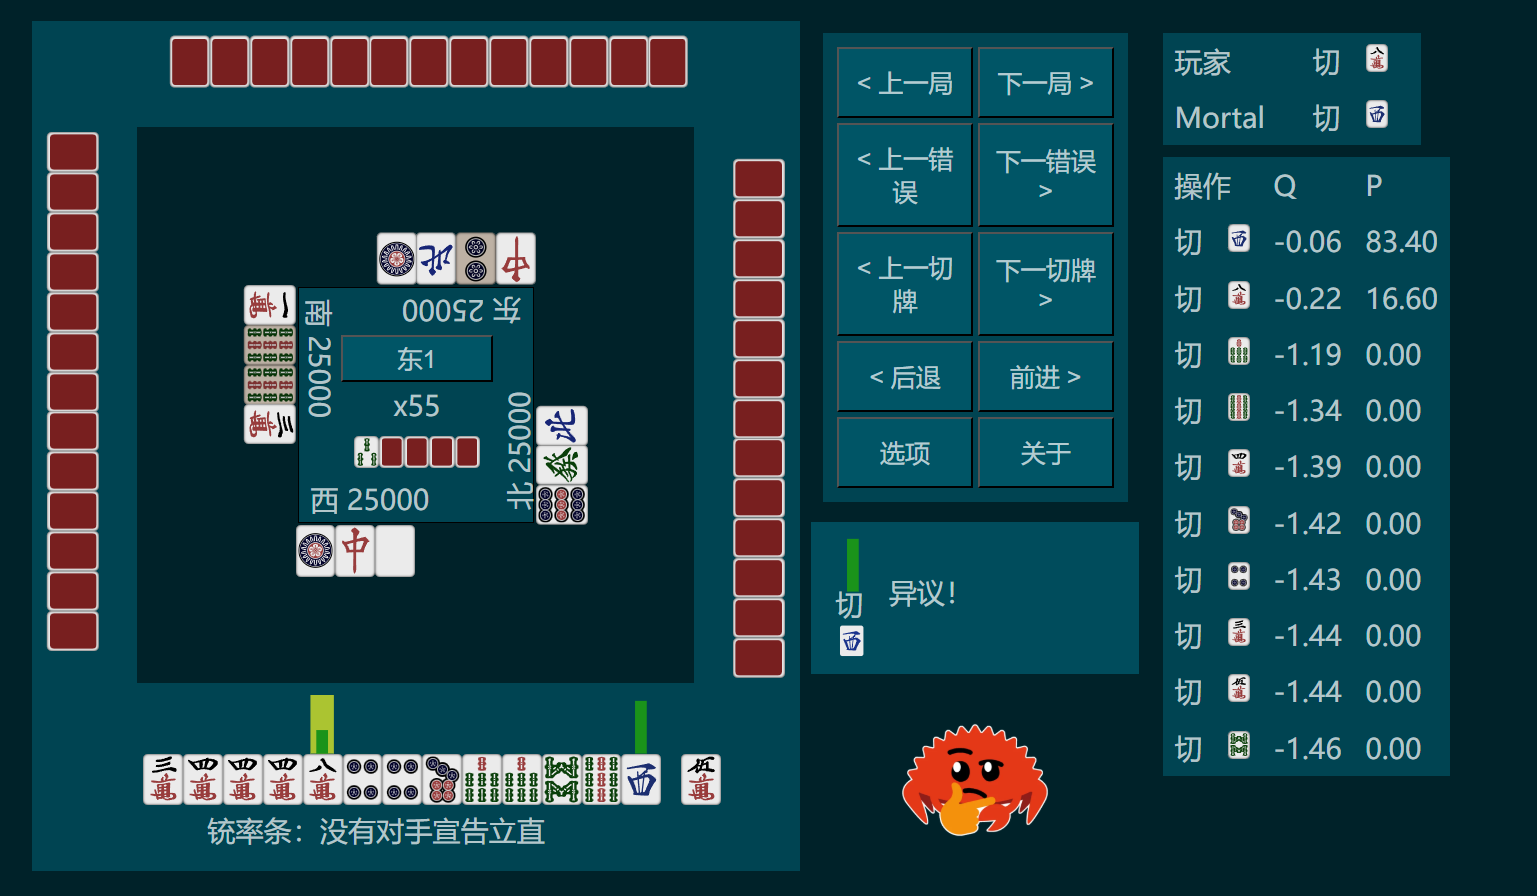 东 25000
南 25000
东1
x55
北 25000
西 25000
铳率条：没有对手宣告立直
< 上一局
下一局 >
< 上一错误
下一错误 >
< 上一切牌
下一切牌 >
< 后退
前进 >
选项
关于
切
异议！
玩家 切
Mortal 切
操作 Q P
切 -0.06 83.40
切 -0.22 16.60
切 -1.19 0.00
切 -1.34 0.00
切 -1.39 0.00
切 -1.42 0.00
切 -1.43 0.00
切 -1.44 0.00
切 -1.44 0.00
切 -1.46 0.00